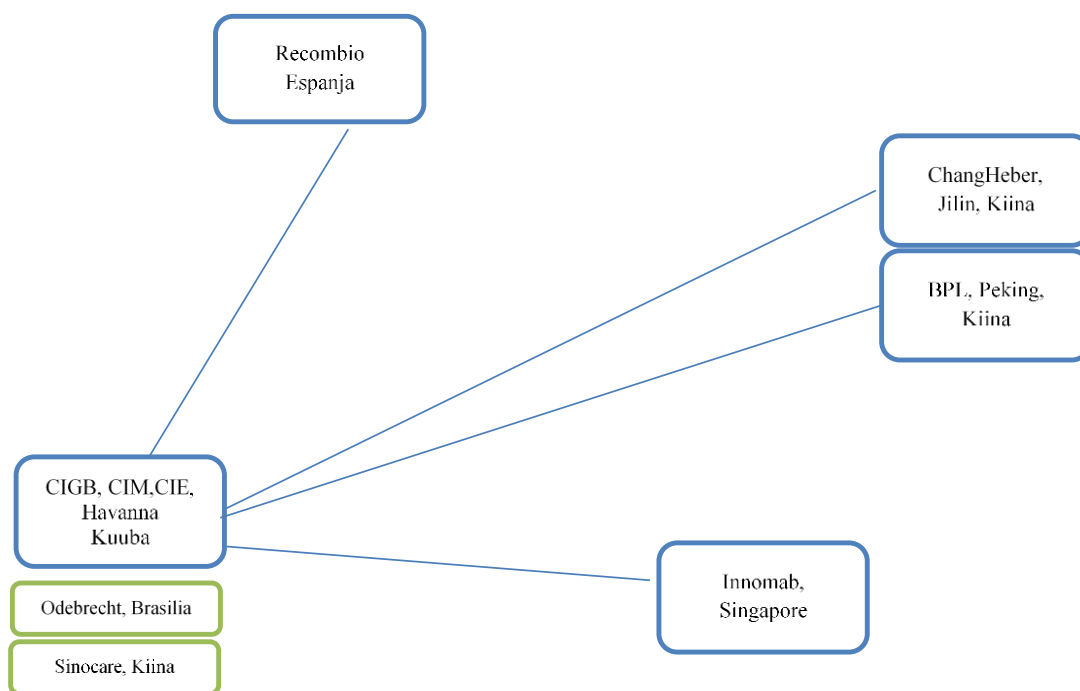 Recombio
Espanja
ChangHeber,
Jilin, Kiina
BPL, Peking,
Kiina
CIGB, CIM,CIE,
Havanna
Kuuba
Innomab,
Singapore
Odebrecht, Brasilia
Sinocare, Kiina